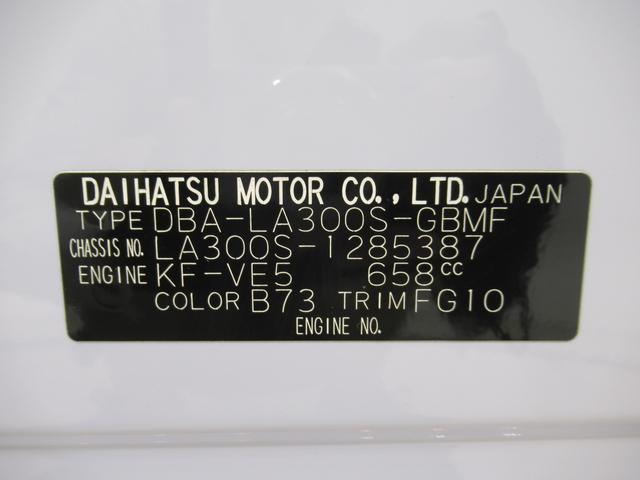 DAIHATSU MOTOR CO., LTD. JAPAN
TYPE DBA-LA300S-GBMF
CHASSIS NO. LA300S-1285387
ENGINE KF-VE5 658cc
COLOR B73 TRIM FG10
ENGINE NO.